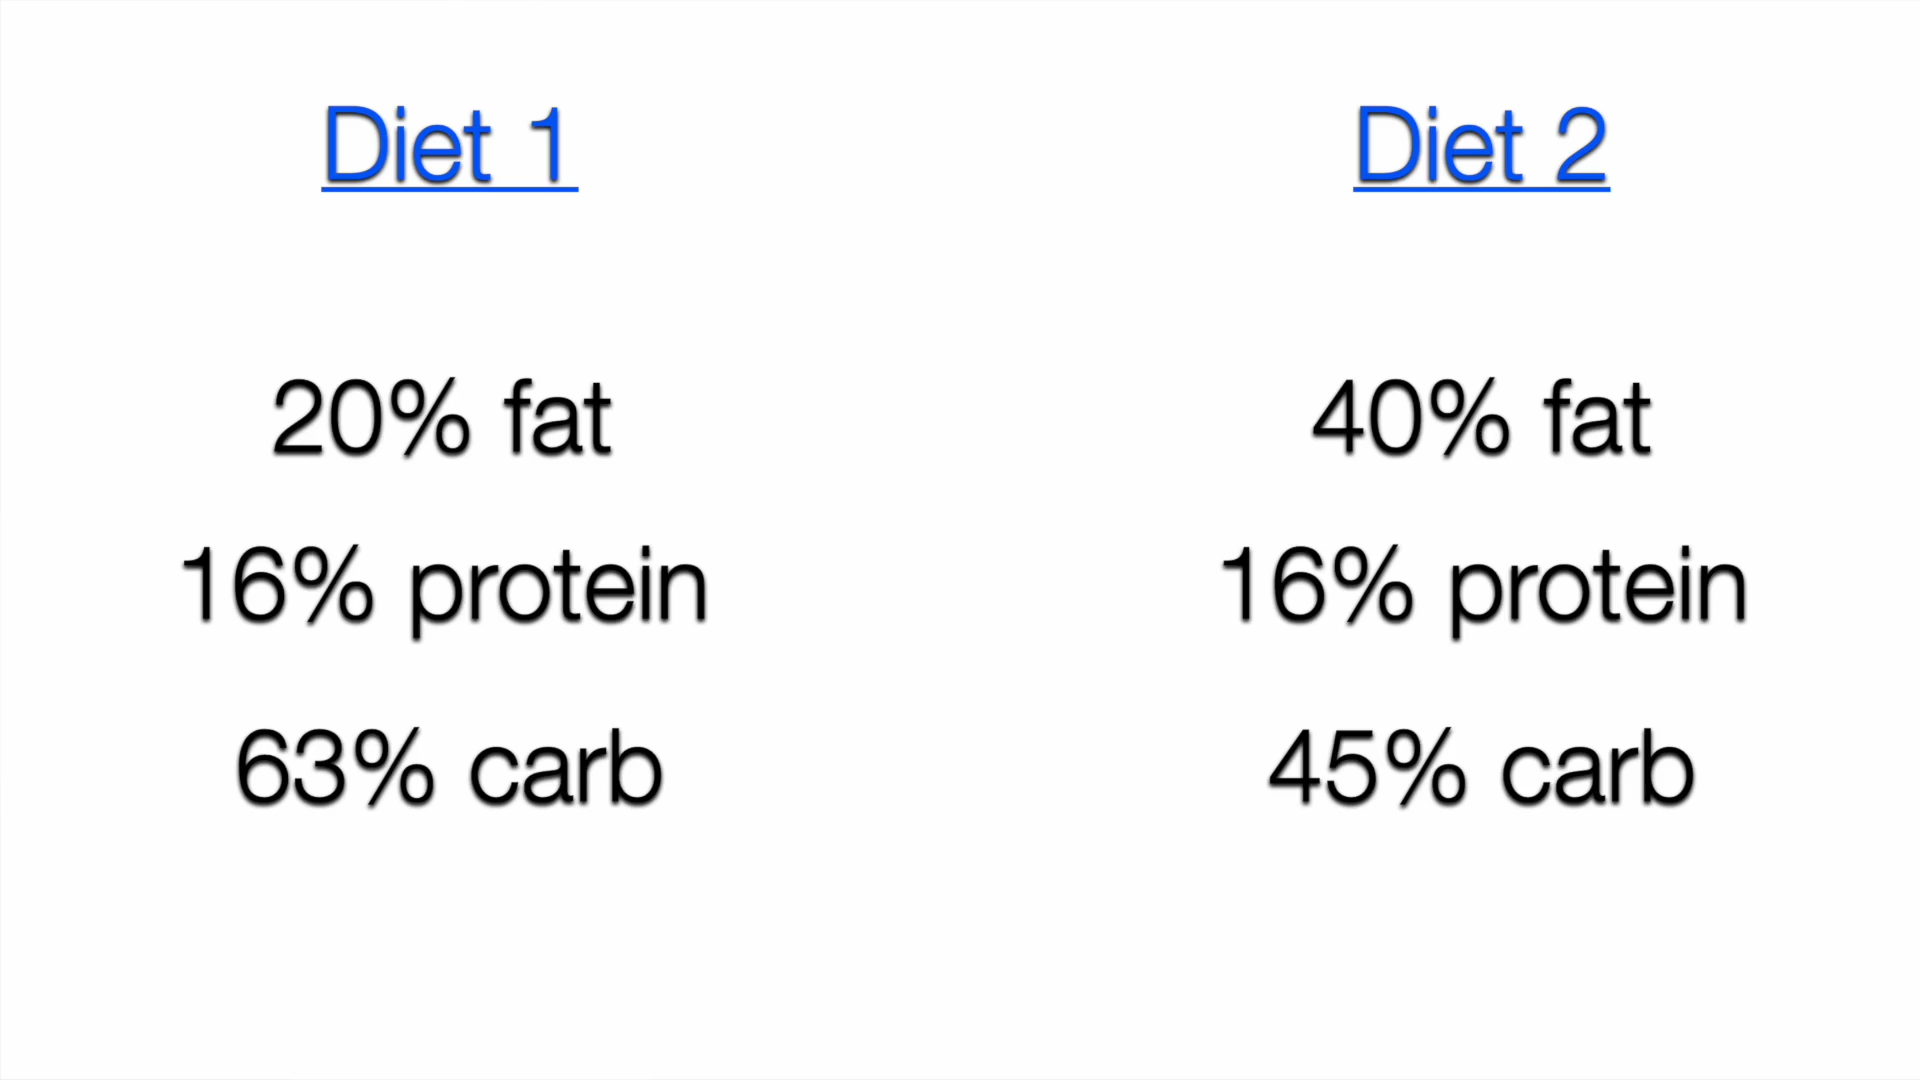 Diet 1
20% fat
16% protein
63% carb
Diet 2
40% fat
16% protein
45% carb